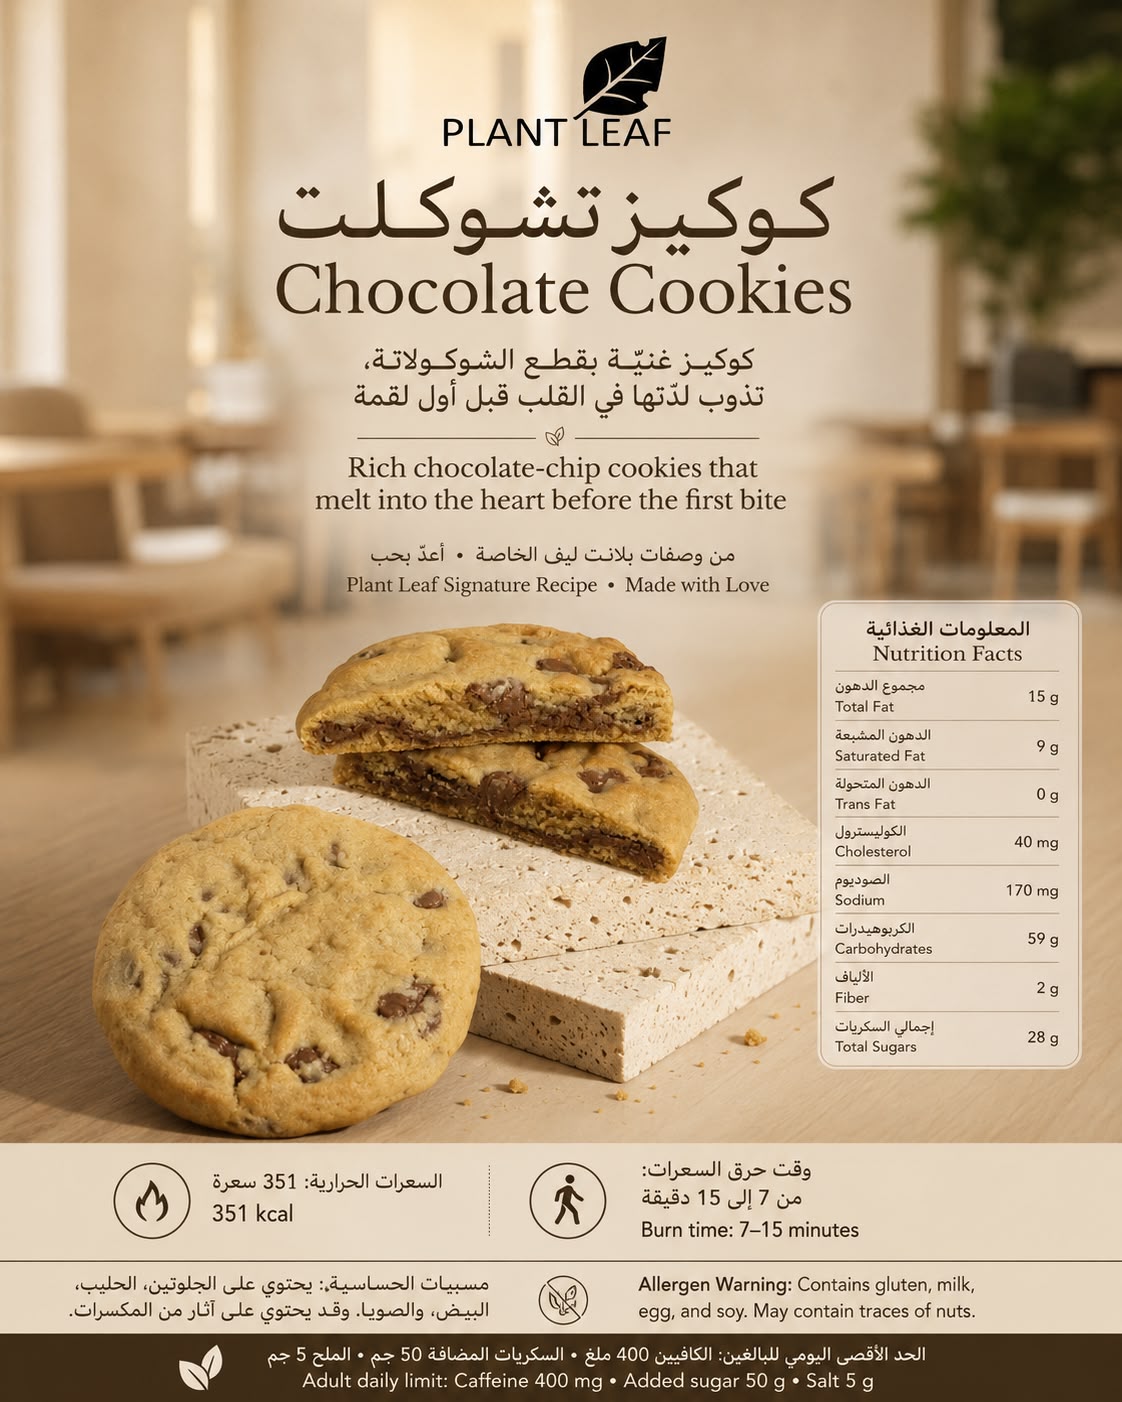 PLANT LEAF
كوكيز تشوكلت
Chocolate Cookies
كوكيز غنيّة بقطع الشوكولاتة،
تذوب لذّتها في القلب قبل أول لقمة
Rich chocolate-chip cookies that
melt into the heart before the first bite
من وصفات بلانت ليف الخاصة • أعدّ بحب
Plant Leaf Signature Recipe • Made with Love
المعلومات الغذائية
Nutrition Facts
مجموع الدهون
Total Fat 15 g
الدهون المشبعة
Saturated Fat 9 g
الدهون المتحولة
Trans Fat 0 g
الكوليسترول
Cholesterol 40 mg
الصوديوم
Sodium 170 mg
الكربوهيدرات
Carbohydrates 59 g
الألياف
Fiber 2 g
إجمالي السكريات
Total Sugars 28 g
السعرات الحرارية: 351 سعرة
351 kcal
وقت حرق السعرات:
من 7 إلى 15 دقيقة
Burn time: 7–15 minutes
مسببات الحساسية: يحتوي على الجلوتين، الحليب،
البيض، والصويا. وقد يحتوي على آثار من المكسرات.
Allergen Warning: Contains gluten, milk,
egg, and soy. May contain traces of nuts.
الحد الأقصى اليومي للبالغين: الكافيين 400 ملغ • السكريات المضافة 50 جم • الملح 5 جم
Adult daily limit: Caffeine 400 mg • Added sugar 50 g • Salt 5 g